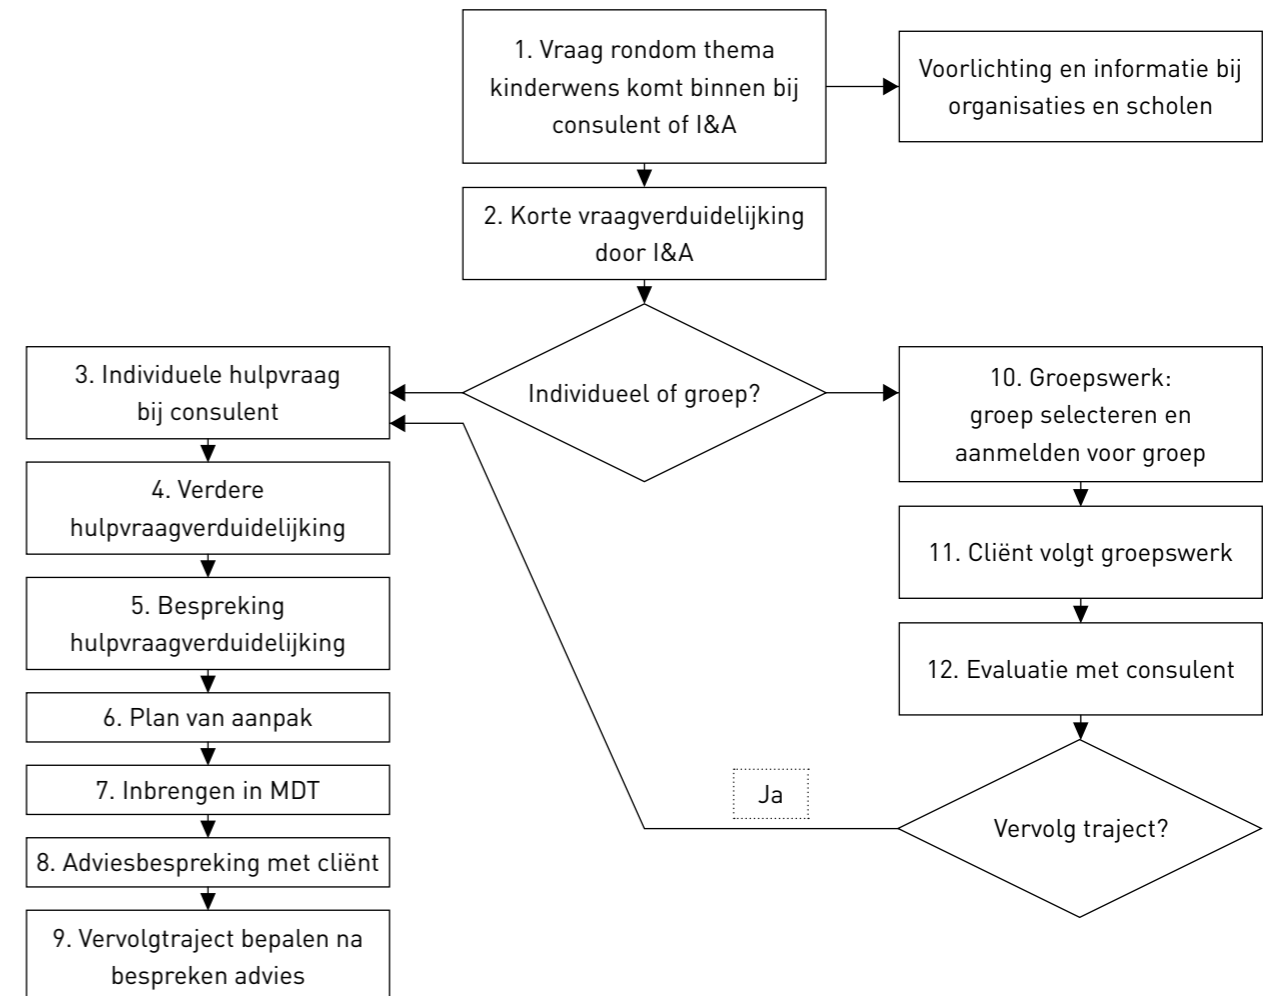 1. Vraag rondom thema
kinderwens komt binnen bij
consulent of I&A
Voorlichting en informatie bij
organisaties en scholen
2. Korte vraagverduidelijking
door I&A
Individueel of groep?
3. Individuele hulpvraag
bij consulent
4. Verdere
hulpvraagverduidelijking
5. Bespreking
hulpvraagverduidelijking
6. Plan van aanpak
7. Inbrengen in MDT
8. Adviesbespreking met cliënt
9. Vervolgtraject bepalen na
bespreken advies
10. Groepswerk:
groep selecteren en
aanmelden voor groep
11. Cliënt volgt groepswerk
12. Evaluatie met consulent
Vervolg traject?
Ja